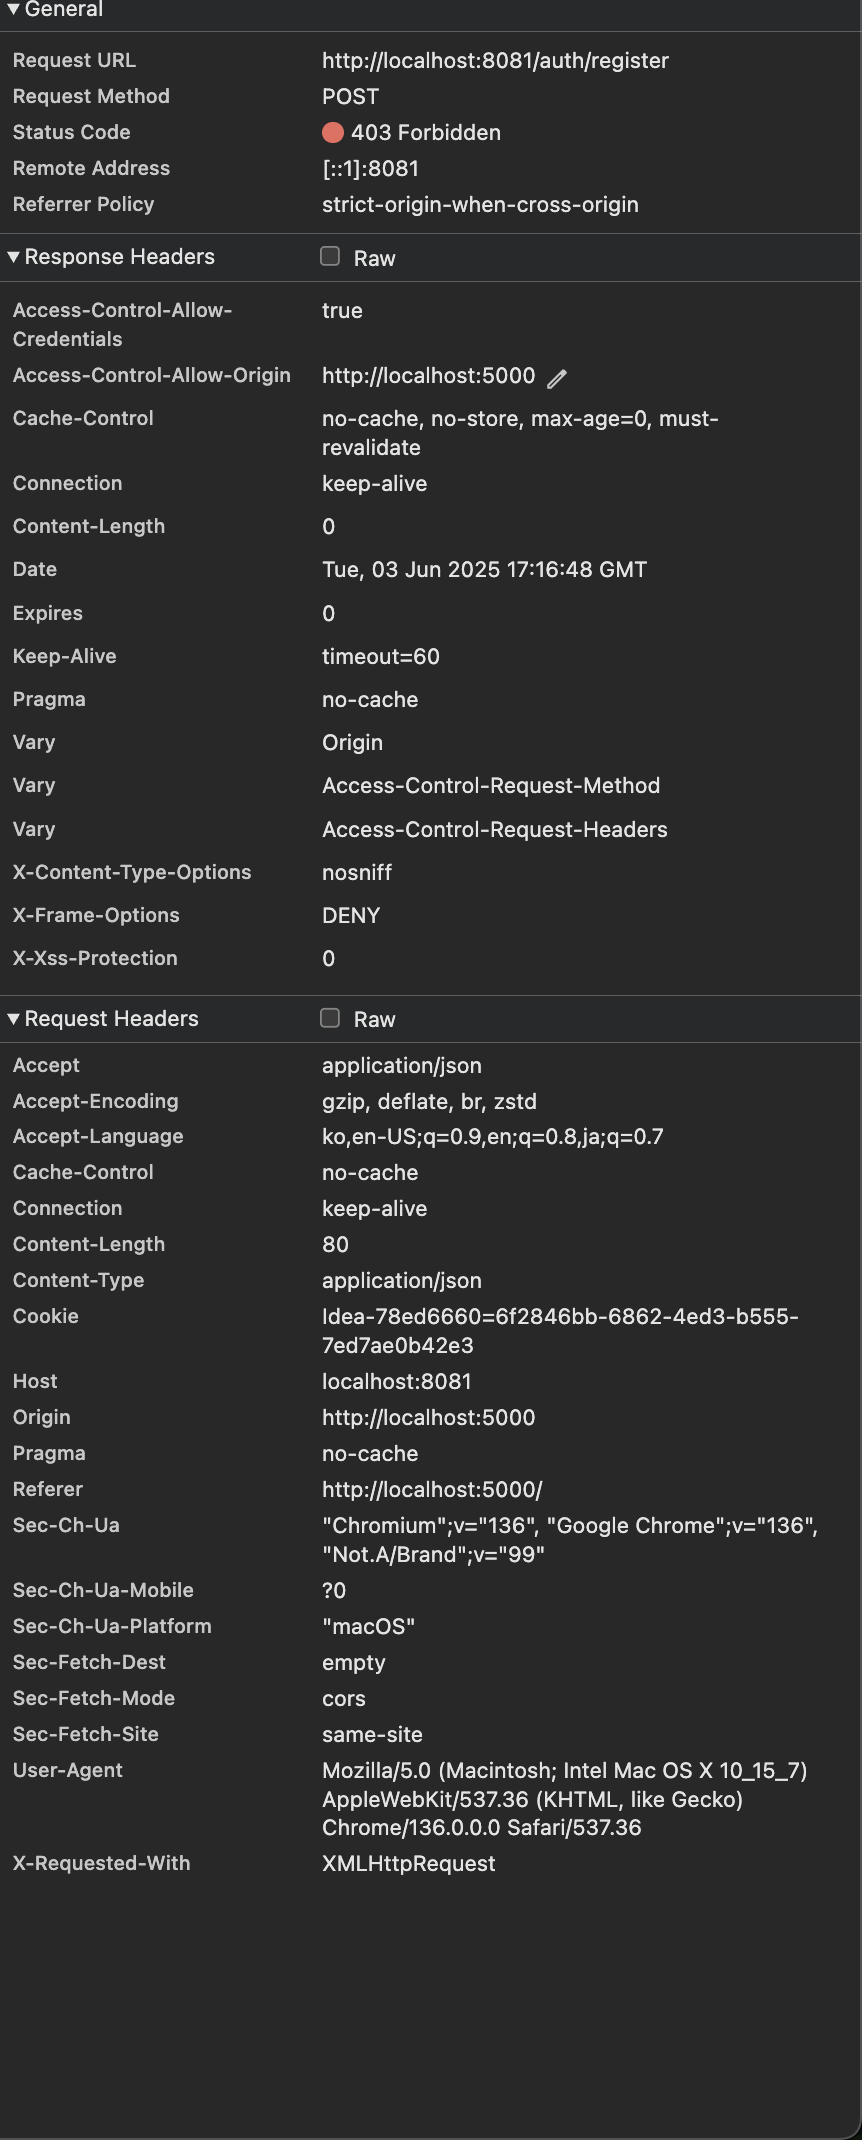 General
Request URL http://localhost:8081/auth/register
Request Method POST
Status Code 403 Forbidden
Remote Address [::1]:8081
Referrer Policy strict-origin-when-cross-origin
Response Headers Raw
Access-Control-Allow- true
Credentials
Access-Control-Allow-Origin http://localhost:5000
Cache-Control no-cache, no-store, max-age=0, must-
revalidate
Connection keep-alive
Content-Length 0
Date Tue, 03 Jun 2025 17:16:48 GMT
Expires 0
Keep-Alive timeout=60
Pragma no-cache
Vary Origin
Vary Access-Control-Request-Method
Vary Access-Control-Request-Headers
X-Content-Type-Options nosniff
X-Frame-Options DENY
X-Xss-Protection 0
Request Headers Raw
Accept application/json
Accept-Encoding gzip, deflate, br, zstd
Accept-Language ko,en-US;q=0.9,en;q=0.8,ja;q=0.7
Cache-Control no-cache
Connection keep-alive
Content-Length 80
Content-Type application/json
Cookie Idea-78ed6660=6f2846bb-6862-4ed3-b555-
7ed7ae0b42e3
Host localhost:8081
Origin http://localhost:5000
Pragma no-cache
Referer http://localhost:5000/
Sec-Ch-Ua "Chromium";v="136", "Google Chrome";v="136",
"Not.A/Brand";v="99"
Sec-Ch-Ua-Mobile ?0
Sec-Ch-Ua-Platform "macOS"
Sec-Fetch-Dest empty
Sec-Fetch-Mode cors
Sec-Fetch-Site same-site
User-Agent Mozilla/5.0 (Macintosh; Intel Mac OS X 10_15_7)
AppleWebKit/537.36 (KHTML, like Gecko)
Chrome/136.0.0.0 Safari/537.36
X-Requested-With XMLHttpRequest